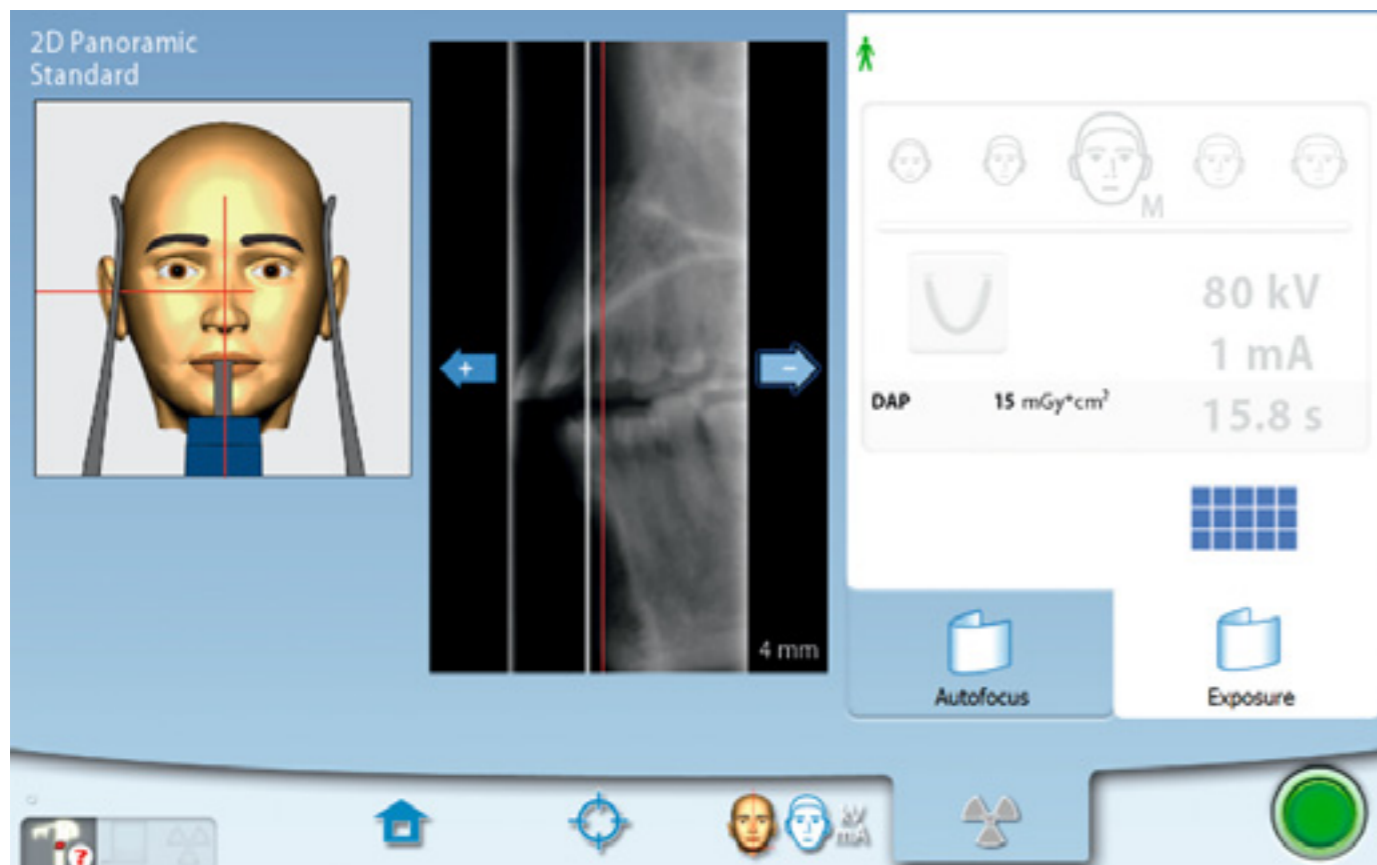 2D Panoramic
Standard
+
−
4 mm
M
80 kV
1 mA
DAP 15 mGy*cm²
15.8 s
Autofocus
Exposure
kV
mA
?